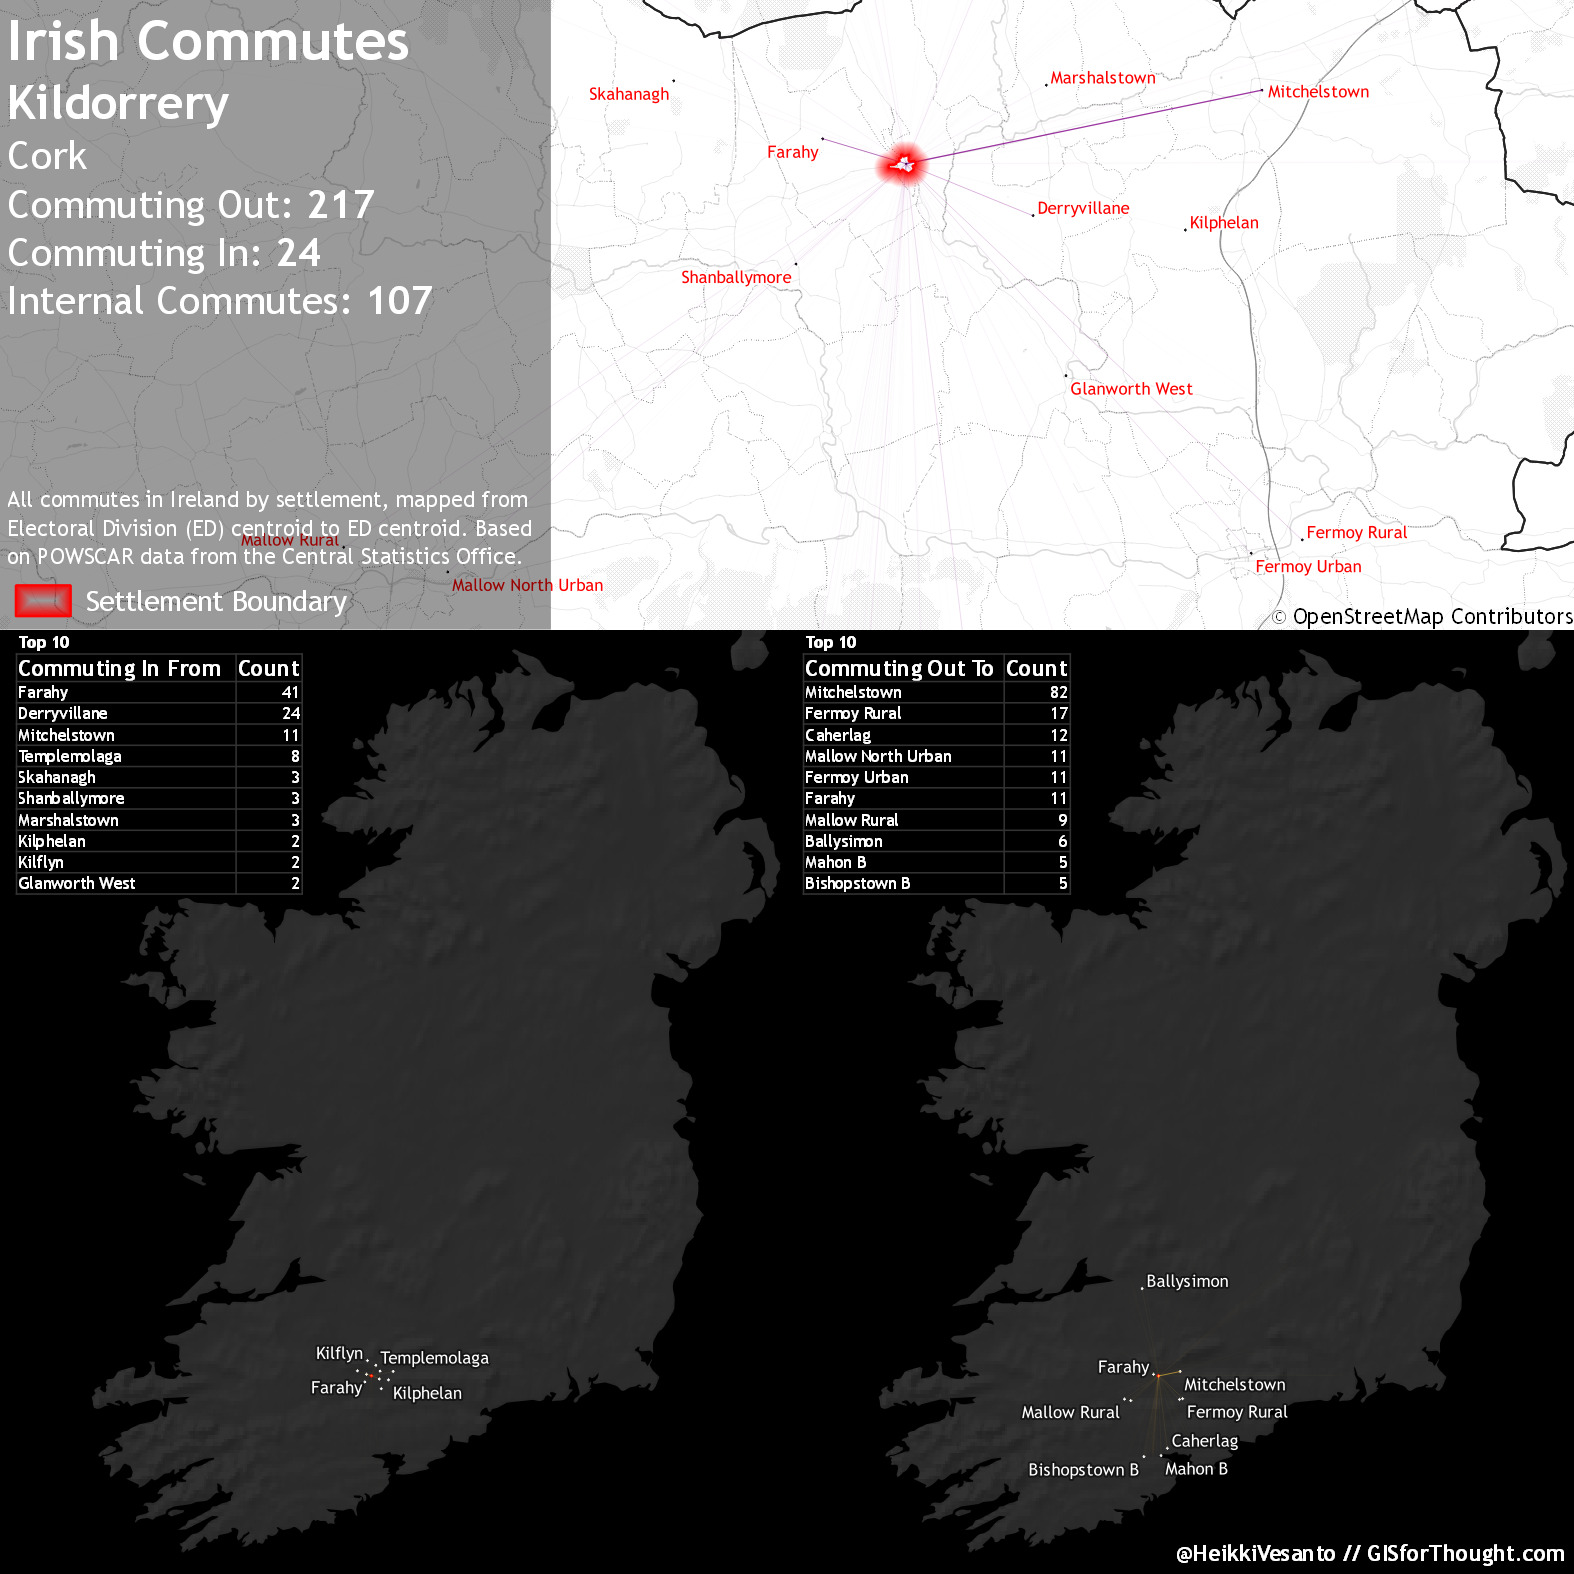 Irish Commutes
Kildorrery
Cork
Commuting Out: 217
Commuting In: 24
Internal Commutes: 107
All commutes in Ireland by settlement, mapped from
Electoral Division (ED) centroid to ED centroid. Based
on POWSCAR data from the Central Statistics Office.
Settlement Boundary
Skahanagh
Marshalstown
Mitchelstown
Farahy
Derryvillane
Kilphelan
Shanballymore
Glanworth West
Fermoy Rural
Mallow Rural
Fermoy Urban
Mallow North Urban
© OpenStreetMap Contributors
Top 10
Commuting In From Count
Farahy 41
Derryvillane 24
Mitchelstown 11
Templemolaga 8
Skahanagh 3
Shanballymore 3
Marshalstown 3
Kilphelan 2
Kilflyn 2
Glanworth West 2
Top 10
Commuting Out To Count
Mitchelstown 82
Fermoy Rural 17
Caherlag 12
Mallow North Urban 11
Fermoy Urban 11
Farahy 11
Mallow Rural 9
Ballysimon 6
Mahon B 5
Bishopstown B 5
Kilflyn
Templemolaga
Farahy
Kilphelan
Ballysimon
Farahy
Mitchelstown
Mallow Rural
Fermoy Rural
Caherlag
Bishopstown B
Mahon B
@HeikkiVesanto // GISforThought.com